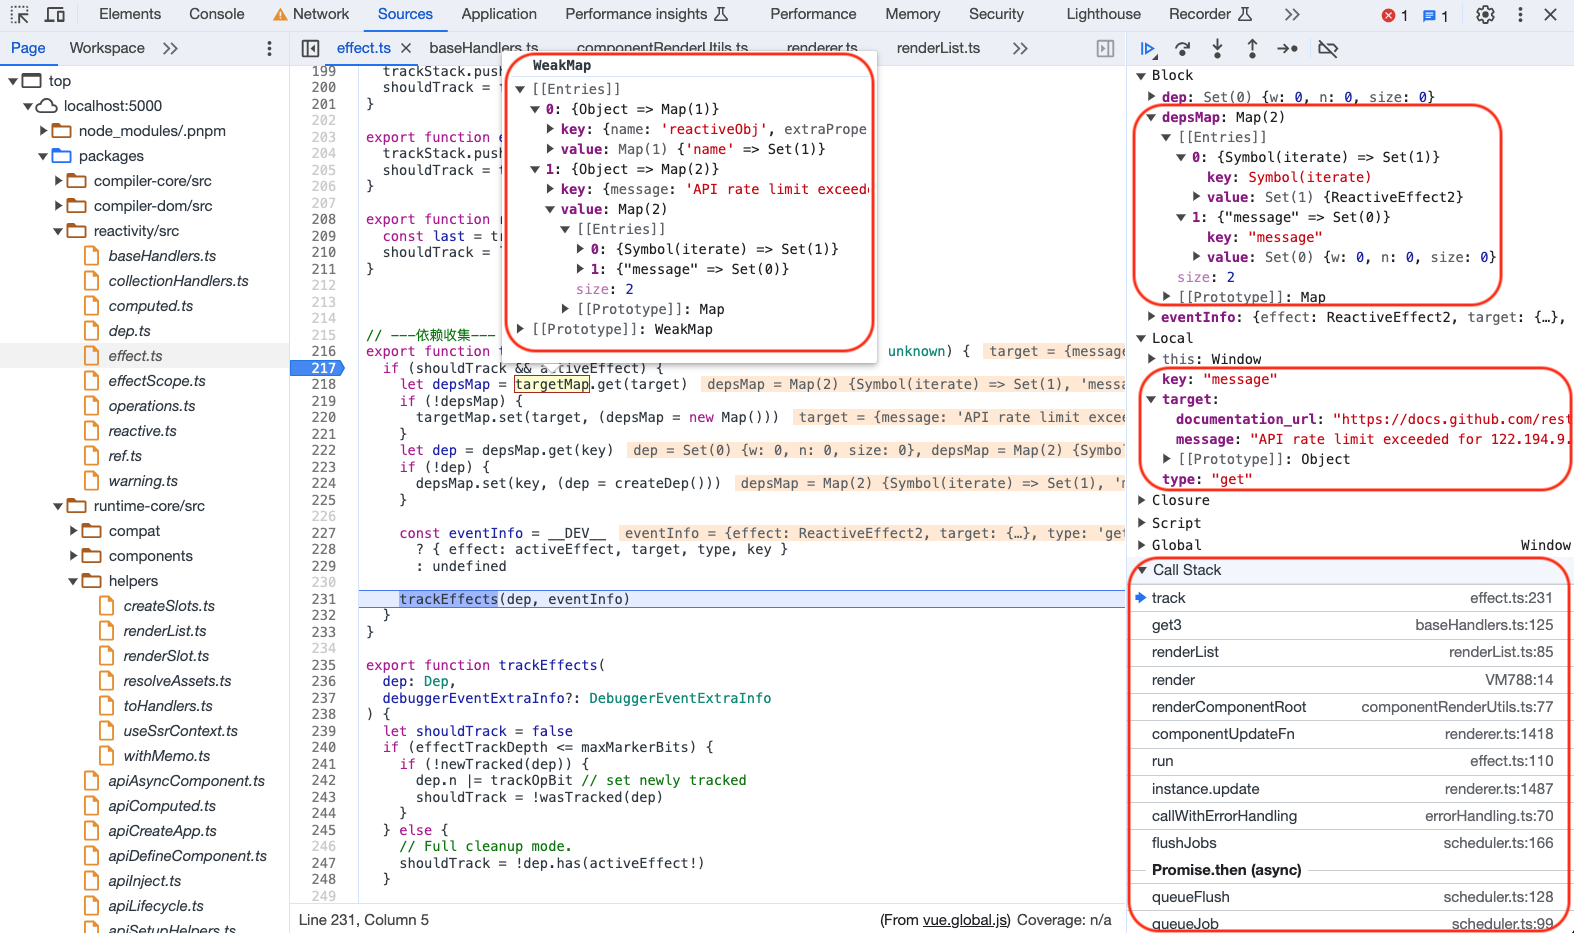 Elements Console Network Sources Application Performance insights Performance Memory Security Lighthouse Recorder 1 1
Page Workspace
effect.ts baseHandlers.ts componentRenderUtils.ts renderer.ts renderList.ts
top
localhost:5000
node_modules/.pnpm
packages
compiler-core/src
compiler-dom/src
reactivity/src
baseHandlers.ts
collectionHandlers.ts
computed.ts
dep.ts
effect.ts
effectScope.ts
operations.ts
reactive.ts
ref.ts
warning.ts
runtime-core/src
compat
components
helpers
createSlots.ts
renderList.ts
renderSlot.ts
resolveAssets.ts
toHandlers.ts
useSsrContext.ts
withMemo.ts
apiAsyncComponent.ts
apiComputed.ts
apiCreateApp.ts
apiDefineComponent.ts
apiInject.ts
apiLifecycle.ts
apiSetupHelpers.ts
199 trackStack.push
200 shouldTrack =
201 }
202
203 export function e
204 trackStack.push
205 shouldTrack =
206 }
207
208 export function
209 const last = tr
210 shouldTrack =
211 }
212
213
214
215 // ---依赖收集---
216 export function unknown) { target = {message
217 if (shouldTrack && activeEffect) {
218 let depsMap = targetMap.get(target) depsMap = Map(2) {Symbol(iterate) => Set(1), 'messa
219 if (!depsMap) {
220 targetMap.set(target, (depsMap = new Map())) target = {message: 'API rate limit excee
221 }
222 let dep = depsMap.get(key) dep = Set(0) {w: 0, n: 0, size: 0}, depsMap = Map(2) {Symb
223 if (!dep) {
224 depsMap.set(key, (dep = createDep())) depsMap = Map(2) {Symbol(iterate) => Set(1), '
225 }
226
227 const eventInfo = __DEV__ eventInfo = {effect: ReactiveEffect2, target: {…}, type: 'get
228 ? { effect: activeEffect, target, type, key }
229 : undefined
230
231 trackEffects(dep, eventInfo)
232 }
233 }
234
235 export function trackEffects(
236 dep: Dep,
237 debuggerEventExtraInfo?: DebuggerEventExtraInfo
238 ) {
239 let shouldTrack = false
240 if (effectTrackDepth <= maxMarkerBits) {
241 if (!newTracked(dep)) {
242 dep.n |= trackOpBit // set newly tracked
243 shouldTrack = !wasTracked(dep)
244 }
245 } else {
246 // Full cleanup mode.
247 shouldTrack = !dep.has(activeEffect!)
248 }
249
WeakMap
[[Entries]]
0: {Object => Map(1)}
key: {name: 'reactiveObj', extraPrope
value: Map(1) {'name' => Set(1)}
1: {Object => Map(2)}
key: {message: 'API rate limit exceede
value: Map(2)
[[Entries]]
0: {Symbol(iterate) => Set(1)}
1: {"message" => Set(0)}
size: 2
[[Prototype]]: Map
[[Prototype]]: WeakMap
Line 231, Column 5 (From vue.global.js) Coverage: n/a
Block
dep: Set(0) {w: 0, n: 0, size: 0}
depsMap: Map(2)
[[Entries]]
0: {Symbol(iterate) => Set(1)}
key: Symbol(iterate)
value: Set(1) {ReactiveEffect2}
1: {"message" => Set(0)}
key: "message"
value: Set(0) {w: 0, n: 0, size: 0}
size: 2
[[Prototype]]: Map
eventInfo: {effect: ReactiveEffect2, target: {…},
Local
this: Window
key: "message"
target:
documentation_url: "https://docs.github.com/rest
message: "API rate limit exceeded for 122.194.9.
[[Prototype]]: Object
type: "get"
Closure
Script
Global Window
Call Stack
track effect.ts:231
get3 baseHandlers.ts:125
renderList renderList.ts:85
render VM788:14
renderComponentRoot componentRenderUtils.ts:77
componentUpdateFn renderer.ts:1418
run effect.ts:110
instance.update renderer.ts:1487
callWithErrorHandling errorHandling.ts:70
flushJobs scheduler.ts:166
Promise.then (async)
queueFlush scheduler.ts:128
queueJob scheduler.ts:99